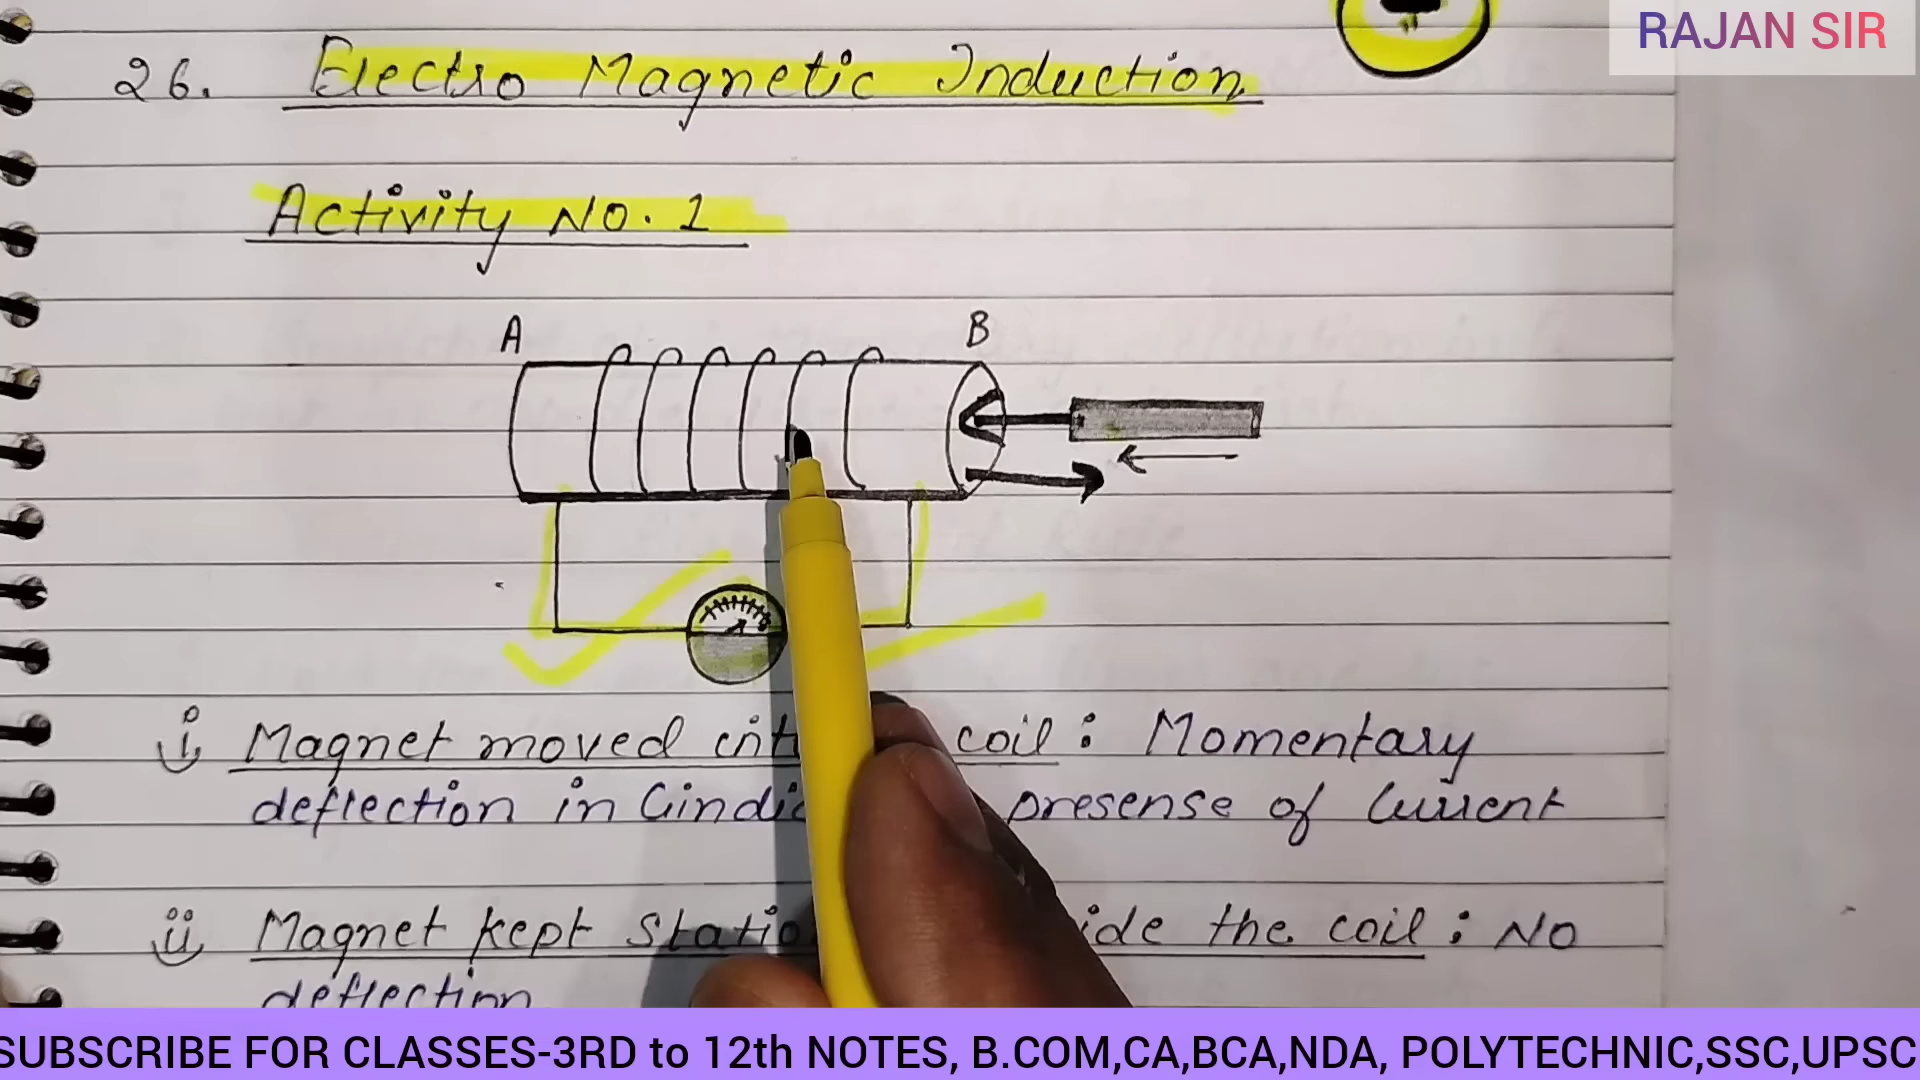 RAJAN SIR
26. Electro Magnetic Induction
Activity No. 1
A B
i Magnet moved coil : Momentary
deflection in G presense of Current
ii Magnet kept the coil : No
deflection
SUBSCRIBE FOR CLASSES-3RD to 12th NOTES, B.COM,CA,BCA,NDA, POLYTECHNIC,SSC,UPSC